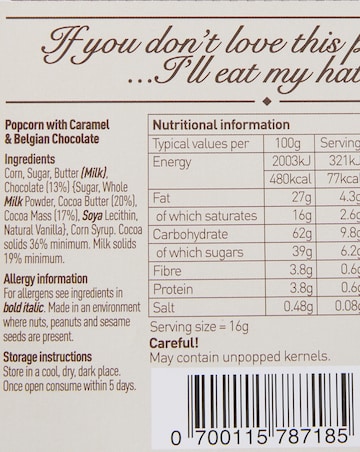 If you don't love this
...I'll eat my hat
Popcorn with Caramel
& Belgian Chocolate
Ingredients
Corn, Sugar, Butter (Milk),
Chocolate (13%) {Sugar, Whole
Milk Powder, Cocoa Butter (20%),
Cocoa Mass (17%), Soya Lecithin,
Natural Vanilla}, Corn Syrup. Cocoa
solids 36% minimum. Milk solids
19% minimum.
Allergy information
For allergens see ingredients in
bold italic. Made in an environment
where nuts, peanuts and sesame
seeds are present.
Storage instructions
Store in a cool, dry, dark place.
Once open consume within 5 days.
Nutritional information
Typical values per 100g Serving
Energy 2003kJ 321kJ
480kcal 77kcal
Fat 27g 4.3g
of which saturates 16g 2.6g
Carbohydrate 62g 9.8g
of which sugars 39g 6.2g
Fibre 3.8g 0.6g
Protein 3.8g 0.6g
Salt 0.48g 0.08g
Serving size = 16g
Careful!
May contain unpopped kernels.
0 700115 787185